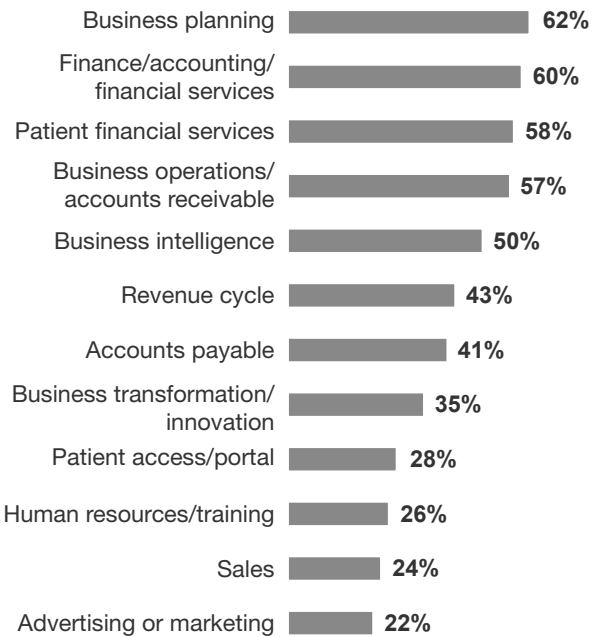 Business planning 62%
Finance/accounting/
financial services 60%
Patient financial services 58%
Business operations/
accounts receivable 57%
Business intelligence 50%
Revenue cycle 43%
Accounts payable 41%
Business transformation/
innovation 35%
Patient access/portal 28%
Human resources/training 26%
Sales 24%
Advertising or marketing 22%